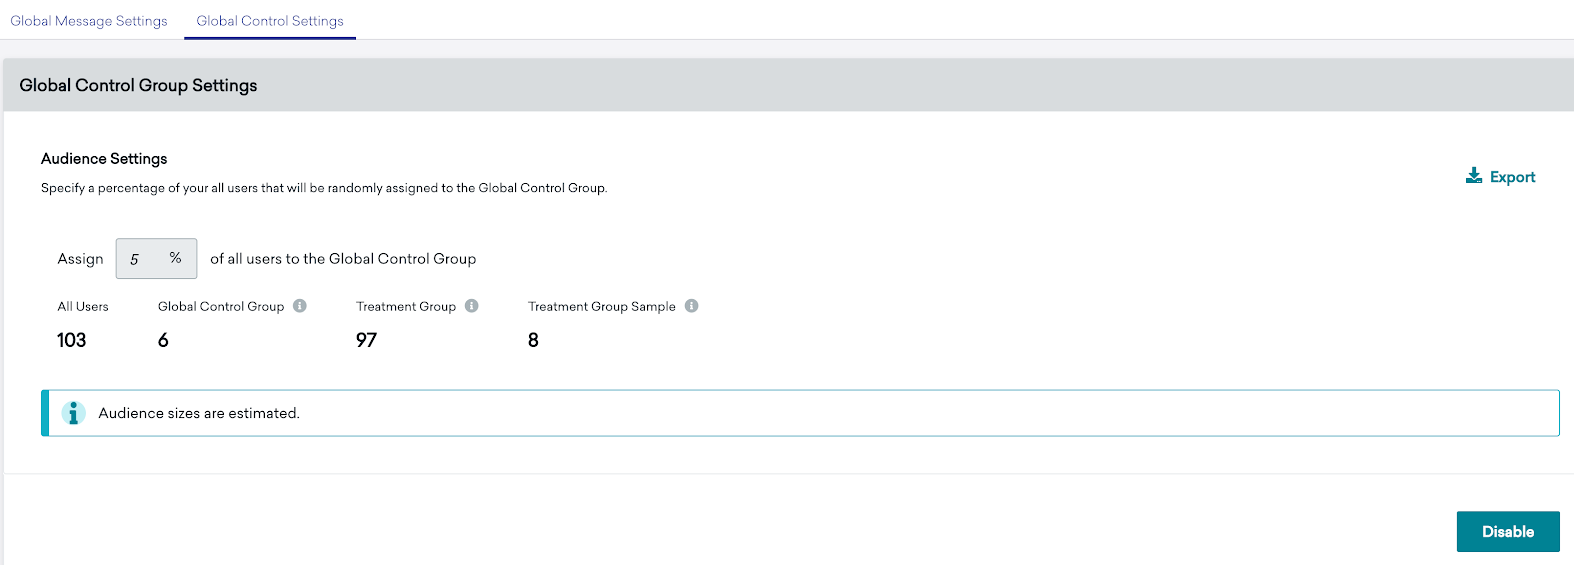 Global Message Settings Global Control Settings
Global Control Group Settings
Audience Settings
Specify a percentage of your all users that will be randomly assigned to the Global Control Group.
Export
Assign 5 % of all users to the Global Control Group
All Users Global Control Group Treatment Group Treatment Group Sample
103 6 97 8
Audience sizes are estimated.
Disable